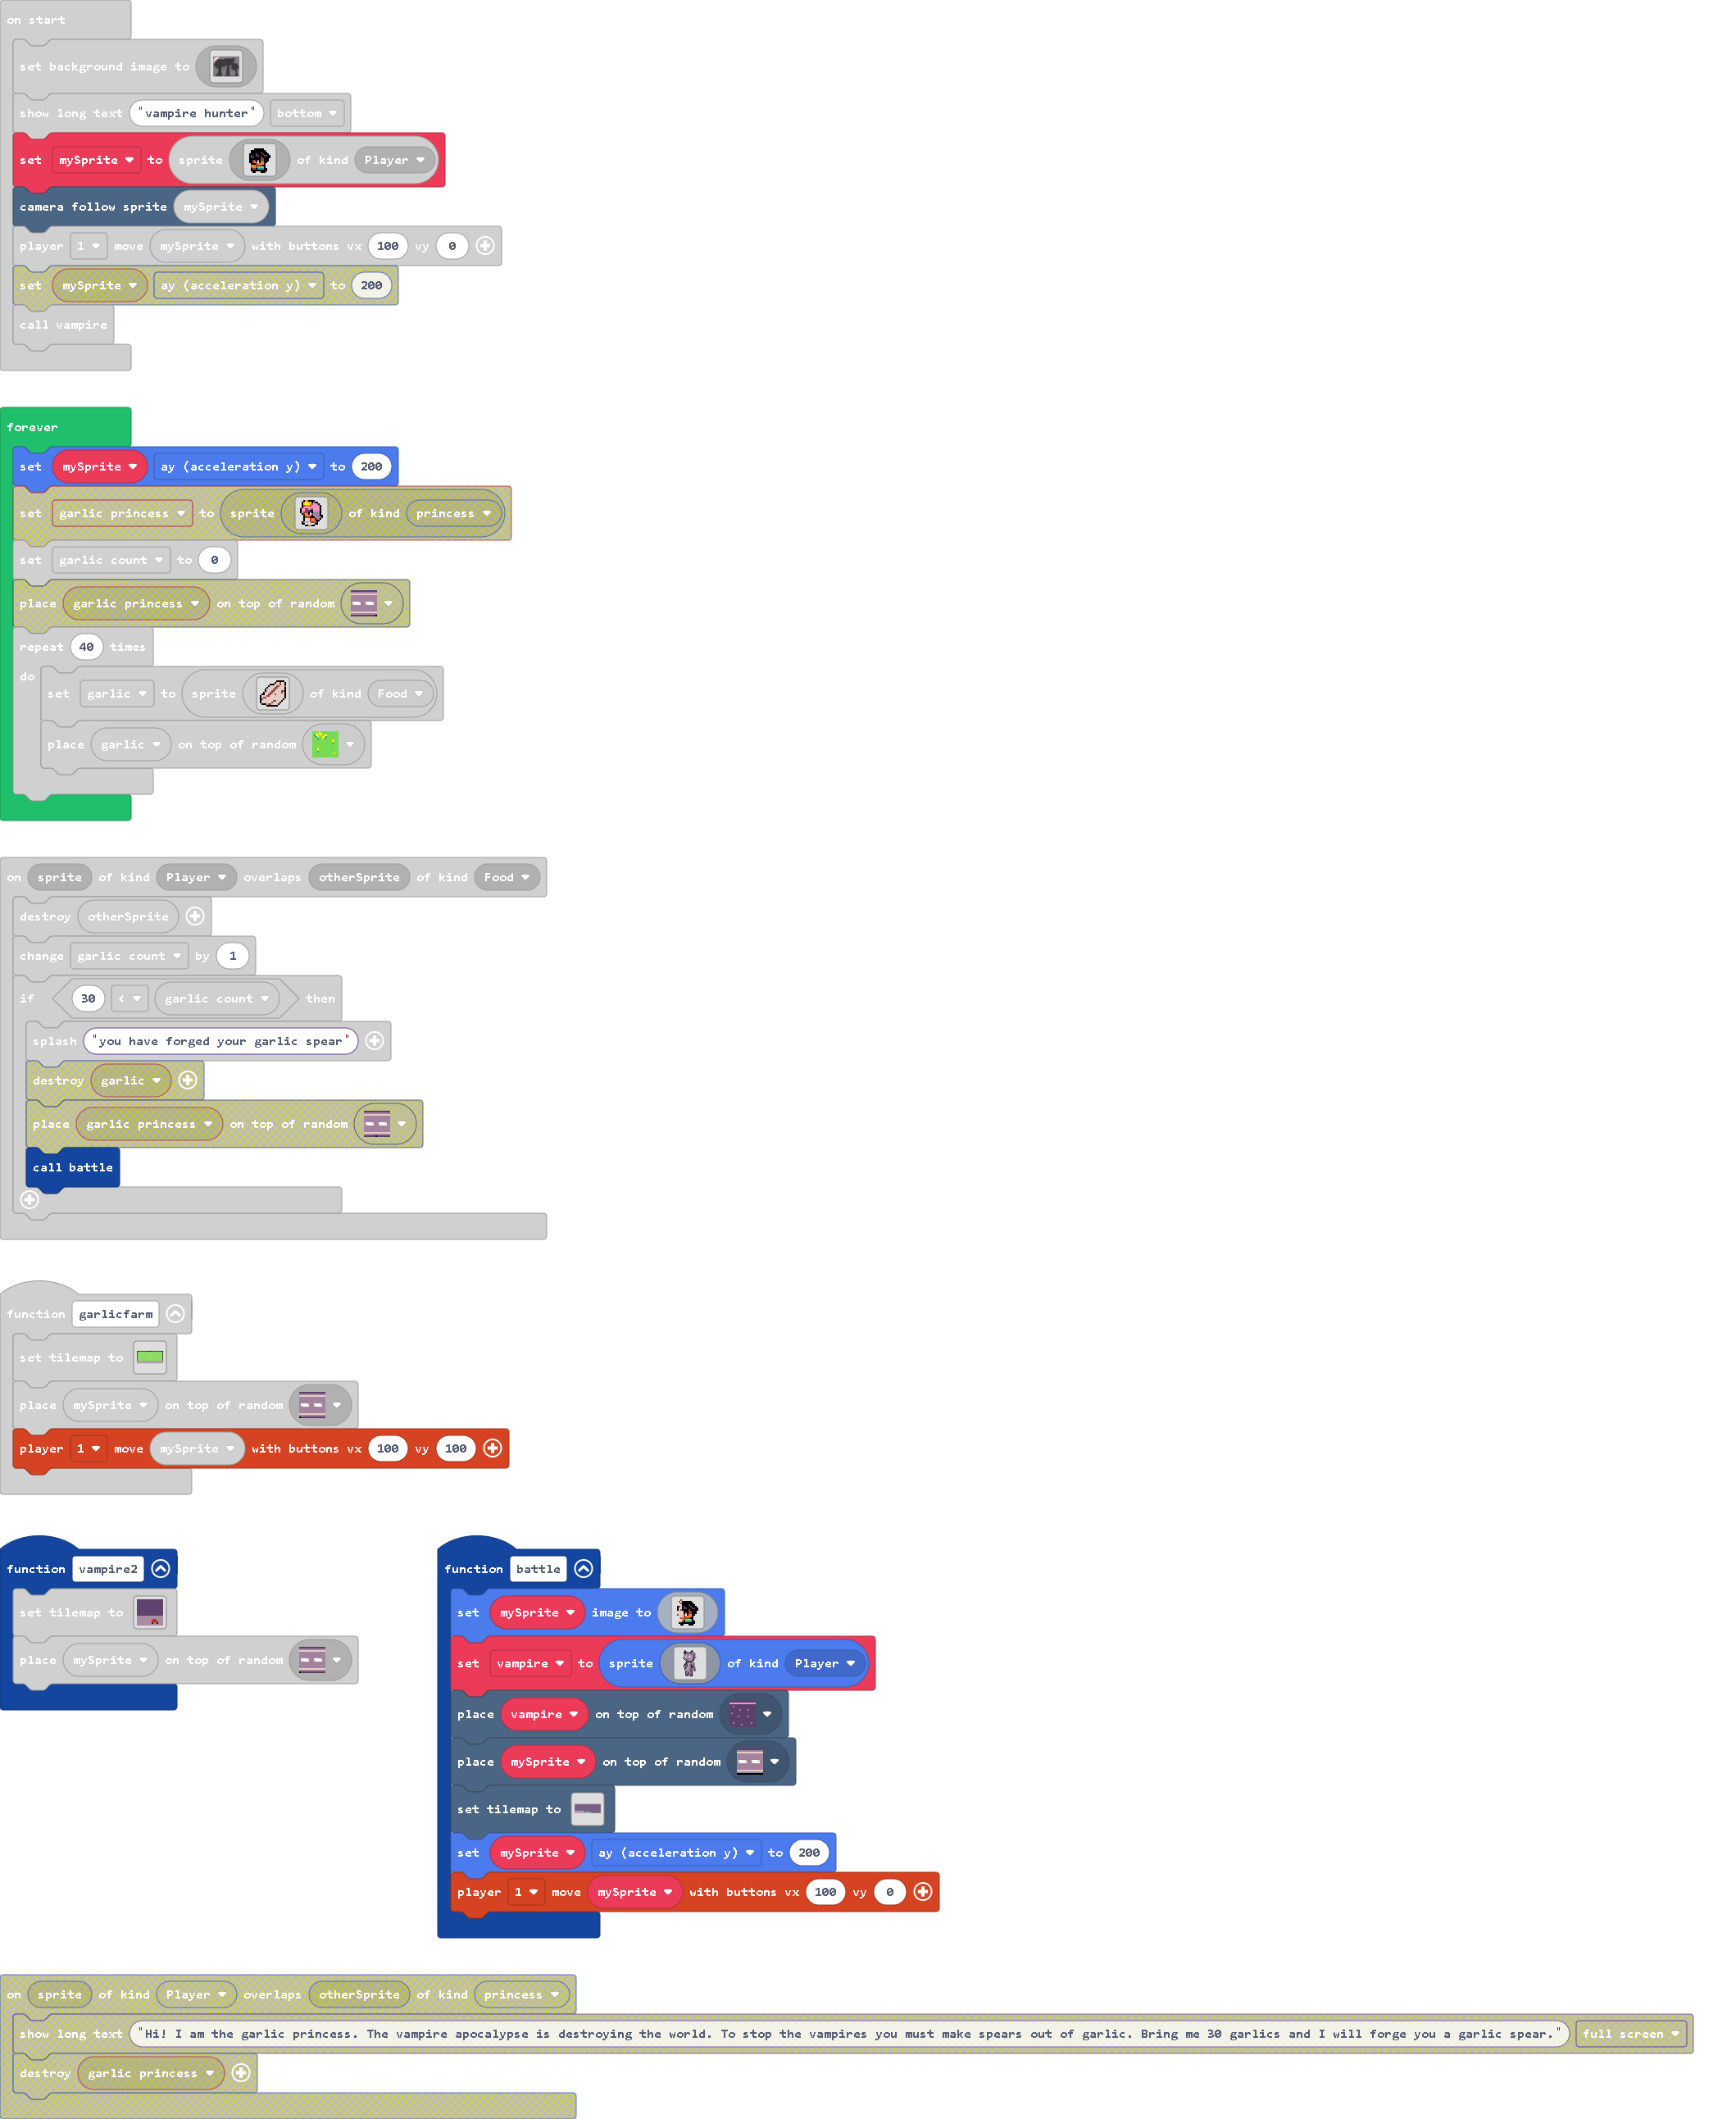 on start
set background image to
show long text "vampire hunter" bottom
set mySprite to sprite of kind Player
camera follow sprite mySprite
player 1 move mySprite with buttons vx 100 vy 0
set mySprite ay (acceleration y) to 200
call vampire
forever
set mySprite ay (acceleration y) to 200
set garlic princess to sprite of kind princess
set garlic count to 0
place garlic princess on top of random
repeat 40 times
do
set garlic to sprite of kind Food
place garlic on top of random
on sprite of kind Player overlaps otherSprite of kind Food
destroy otherSprite
change garlic count by 1
if 30 < garlic count then
splash "you have forged your garlic spear"
destroy garlic
place garlic princess on top of random
call battle
function garlicfarm
set tilemap to
place mySprite on top of random
player 1 move mySprite with buttons vx 100 vy 100
function vampire2
set tilemap to
place mySprite on top of random
function battle
set mySprite image to
set vampire to sprite of kind Player
place vampire on top of random
place mySprite on top of random
set tilemap to
set mySprite ay (acceleration y) to 200
player 1 move mySprite with buttons vx 100 vy 0
on sprite of kind Player overlaps otherSprite of kind princess
show long text "Hi! I am the garlic princess. The vampire apocalypse is destroying the world. To stop the vampires you must make spears out of garlic. Bring me 30 garlics and I will forge you a garlic spear." full screen
destroy garlic princess